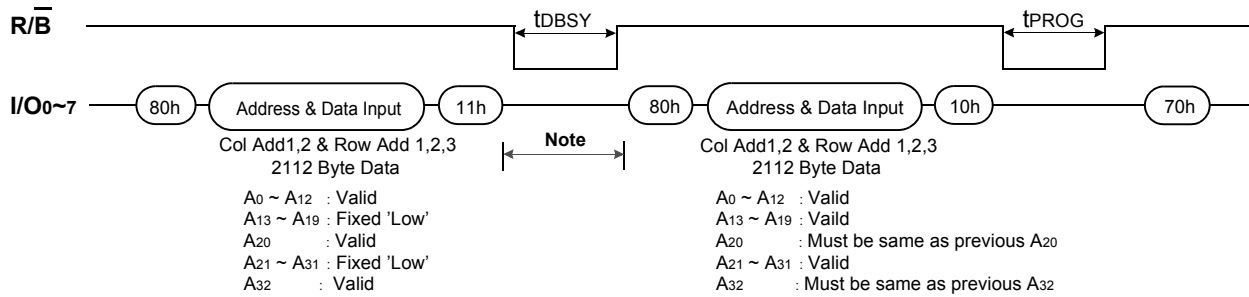 R/B tDBSY tPROG
I/O0~7 80h Address & Data Input 11h 80h Address & Data Input 10h 70h
Col Add1,2 & Row Add 1,2,3 Note Col Add1,2 & Row Add 1,2,3
2112 Byte Data 2112 Byte Data
A0 ~ A12 : Valid A0 ~ A12 : Valid
A13 ~ A19 : Fixed 'Low' A13 ~ A19 : Vaild
A20 : Valid A20 : Must be same as previous A20
A21 ~ A31 : Fixed 'Low' A21 ~ A31 : Valid
A32 : Valid A32 : Must be same as previous A32